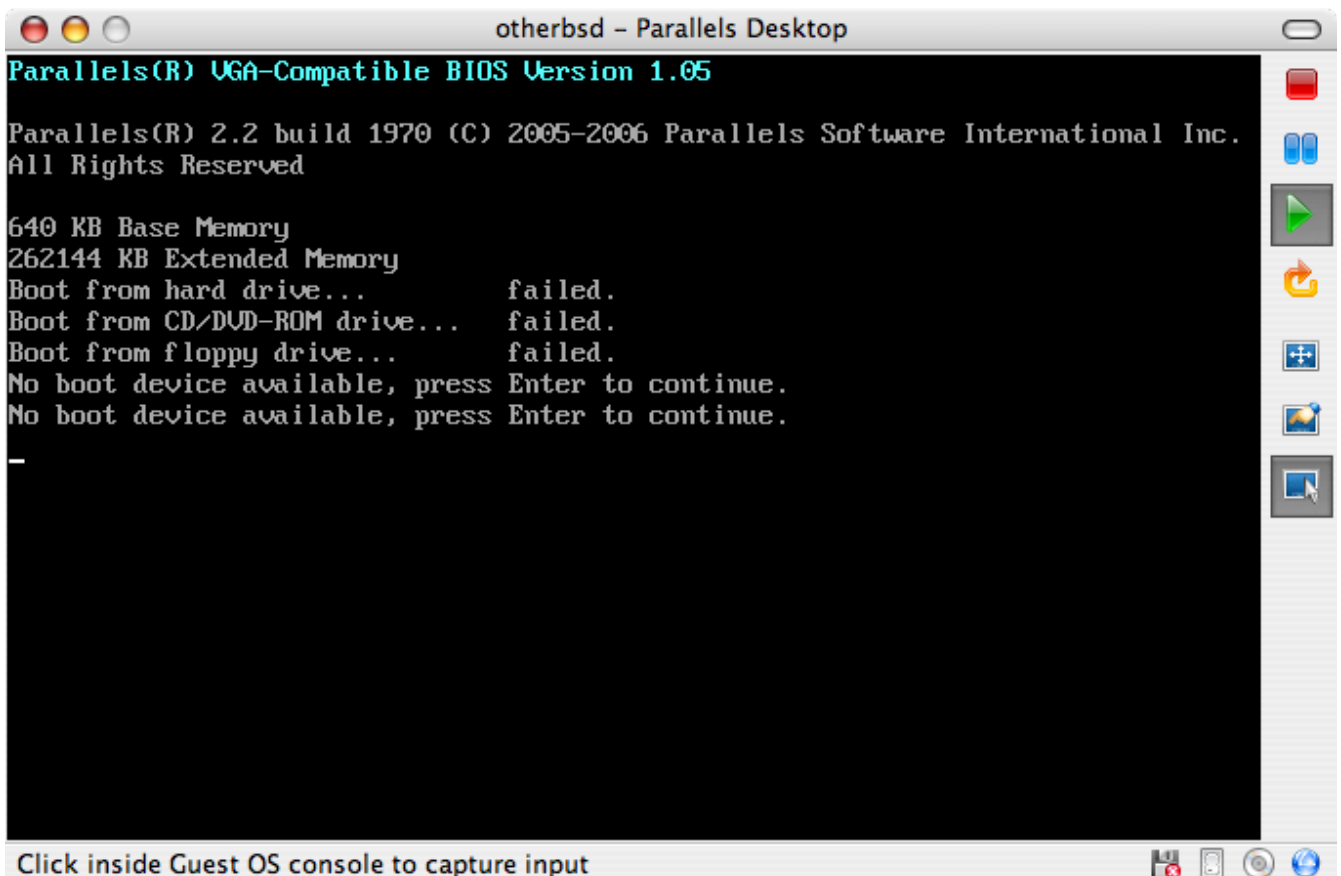 otherbsd – Parallels Desktop
Parallels(R) VGA-Compatible BIOS Version 1.05
Parallels(R) 2.2 build 1970 (C) 2005-2006 Parallels Software International Inc.
All Rights Reserved
640 KB Base Memory
262144 KB Extended Memory
Boot from hard drive... failed.
Boot from CD/DVD-ROM drive... failed.
Boot from floppy drive... failed.
No boot device available, press Enter to continue.
No boot device available, press Enter to continue.
Click inside Guest OS console to capture input